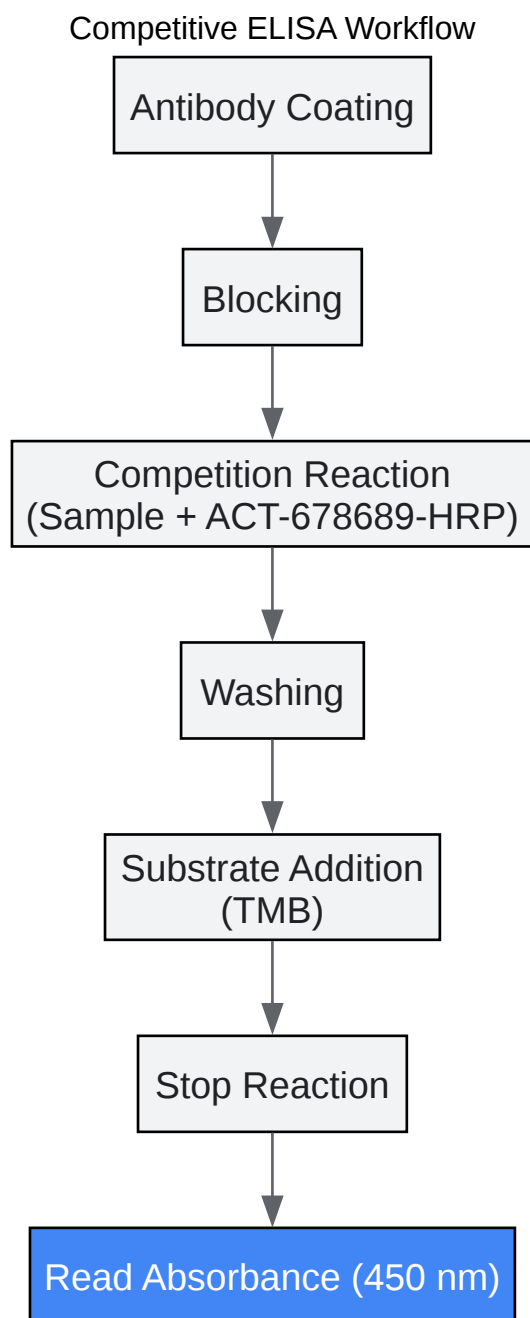 Competitive ELISA Workflow
Antibody Coating
Blocking
Competition Reaction
(Sample + ACT-678689-HRP)
Washing
Substrate Addition
(TMB)
Stop Reaction
Read Absorbance (450 nm)